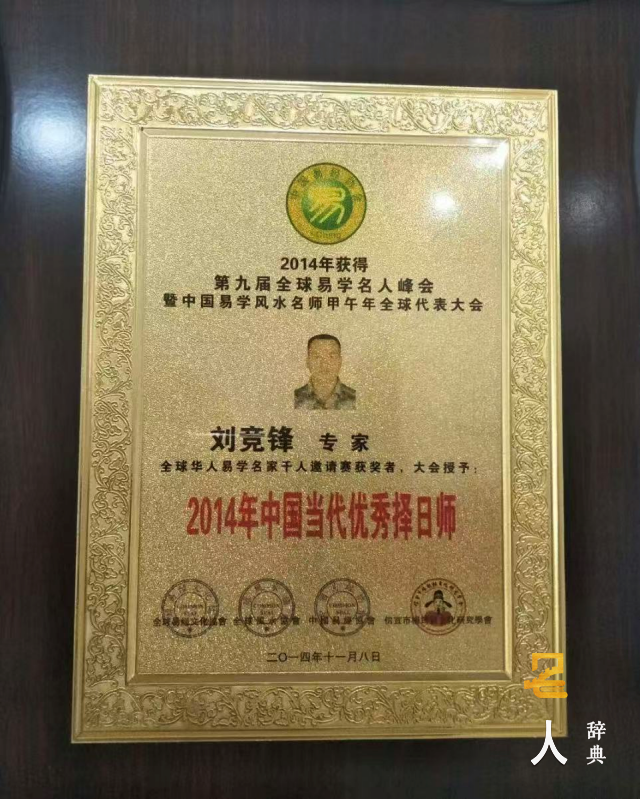 易
2014年获得
第九届全球易学名人峰会
暨中国易学风水名师甲午年全球代表大会
刘竞锋 专家
全球华人易学名家千人邀请赛获奖者，大会授予：
2014年中国当代优秀择日师
二〇一四年十一月八日
名人辞典